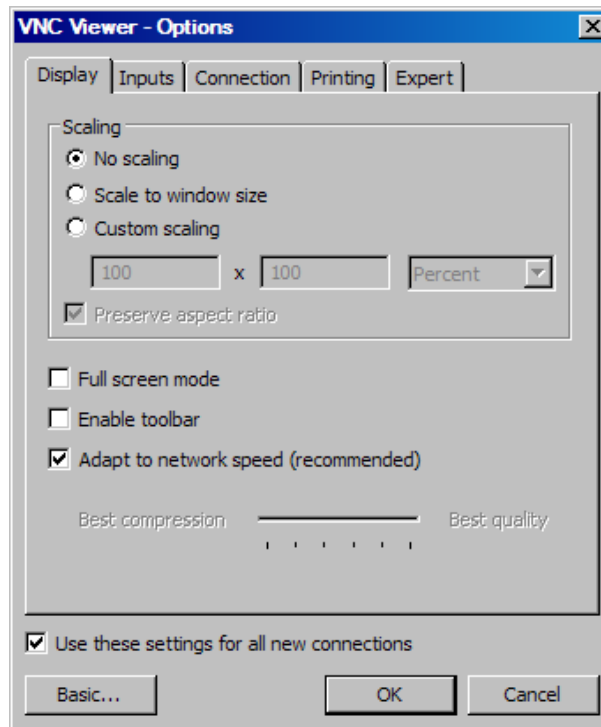 VNC Viewer - Options
Display Inputs Connection Printing Expert
Scaling
No scaling
Scale to window size
Custom scaling
100 x 100 Percent
Preserve aspect ratio
Full screen mode
Enable toolbar
Adapt to network speed (recommended)
Best compression Best quality
Use these settings for all new connections
Basic... OK Cancel